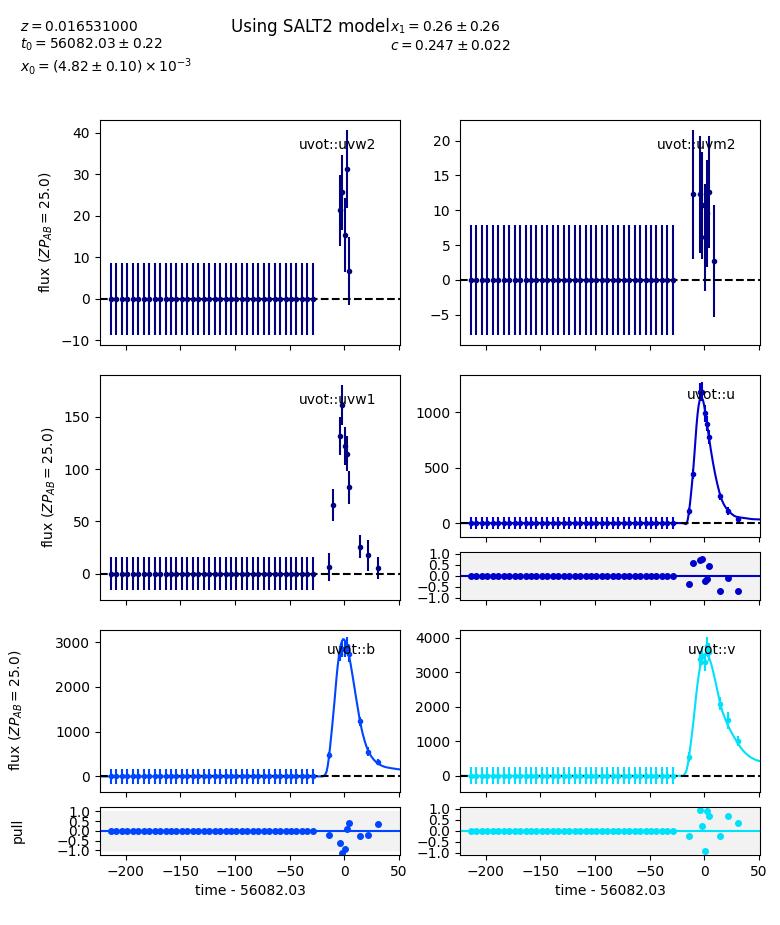 z = 0.016531000
Using SALT2 model
x₁ = 0.26 ± 0.26
t₀ = 56082.03 ± 0.22
c = 0.247 ± 0.022
x₀ = (4.82 ± 0.10) × 10⁻³
uvot::uvw2
40
30
20
10
0
−10
flux (ZP_AB = 25.0)
uvot::uvm2
20
15
10
5
0
−5
uvot::uvw1
150
100
50
0
flux (ZP_AB = 25.0)
uvot::u
1000
500
0
1.0
0.5
0.0
−0.5
−1.0
uvot::b
3000
2000
1000
0
flux (ZP_AB = 25.0)
uvot::v
4000
3000
2000
1000
0
1.0
0.5
0.0
−0.5
−1.0
pull
−200 −150 −100 −50 0 50
time - 56082.03
1.0
0.5
0.0
−0.5
−1.0
−200 −150 −100 −50 0 50
time - 56082.03